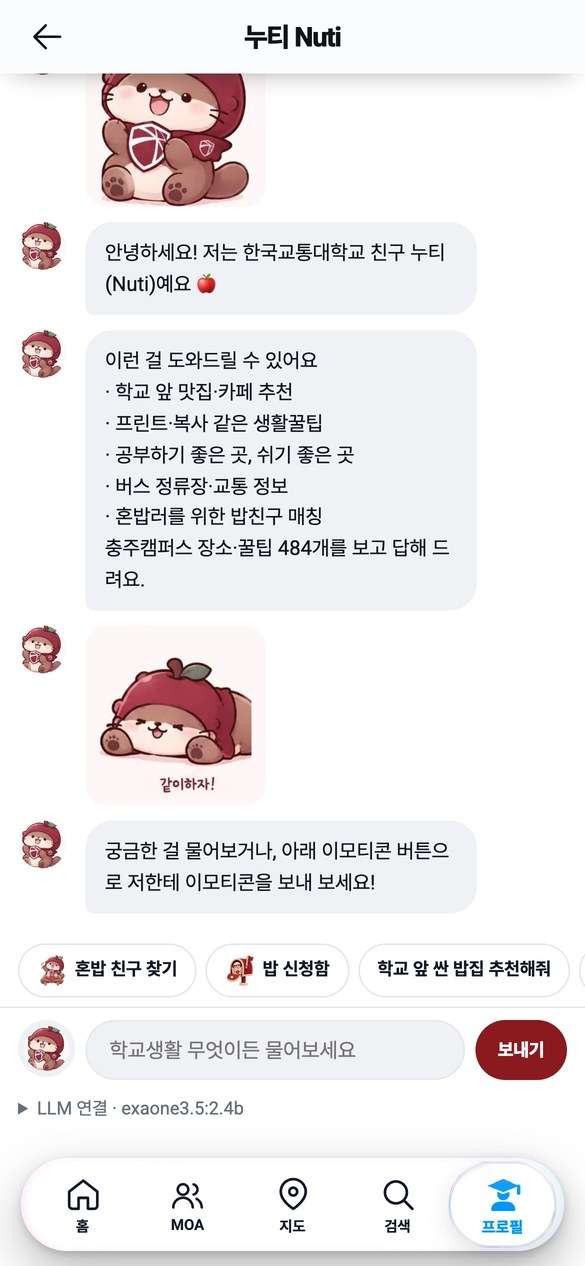 누티 Nuti
안녕하세요! 저는 한국교통대학교 친구 누티
(Nuti)예요 🍎
이런 걸 도와드릴 수 있어요
· 학교 앞 맛집·카페 추천
· 프린트·복사 같은 생활꿀팁
· 공부하기 좋은 곳, 쉬기 좋은 곳
· 버스 정류장·교통 정보
· 혼밥러를 위한 밥친구 매칭
충주캠퍼스 장소·꿀팁 484개를 보고 답해 드
려요.
같이하자!
궁금한 걸 물어보거나, 아래 이모티콘 버튼으
로 저한테 이모티콘을 보내 보세요!
혼밥 친구 찾기
밥 신청함
학교 앞 싼 밥집 추천해줘
학교생활 무엇이든 물어보세요
보내기
▶ LLM 연결 · exaone3.5:2.4b
홈
MOA
지도
검색
프로필